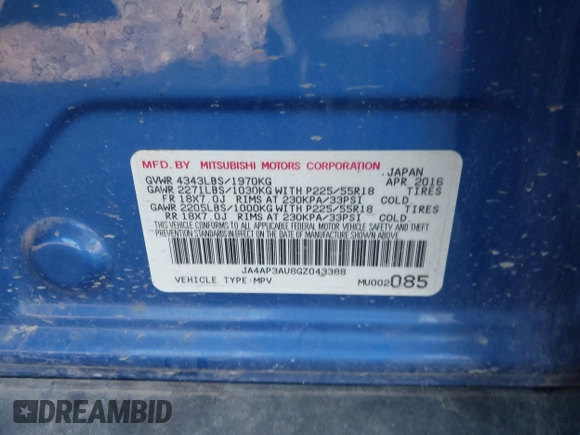 MFD. BY MITSUBISHI MOTORS CORPORATION
JAPAN
GVWR 4343LBS/1970KG APR 2016
GAWR 2271LBS/1030KG WITH P225/55R18 TIRES
FR 18X7.0J RIMS AT 230KPA/33PSI COLD
GAWR 2205LBS/1000KG WITH P225/55R18 TIRES
RR 18X7.0J RIMS AT 230KPA/33PSI COLD
THIS VEHICLE CONFORMS TO ALL APPLICABLE FEDERAL MOTOR
VEHICLE SAFETY AND THEFT PREVENTION STANDARDS IN EFFECT
ON THE DATE OF MANUFACTURE SHOWN ABOVE.
JA4AP3AU8GZ043388
VEHICLE TYPE:MPV MU002085
DREAMBID